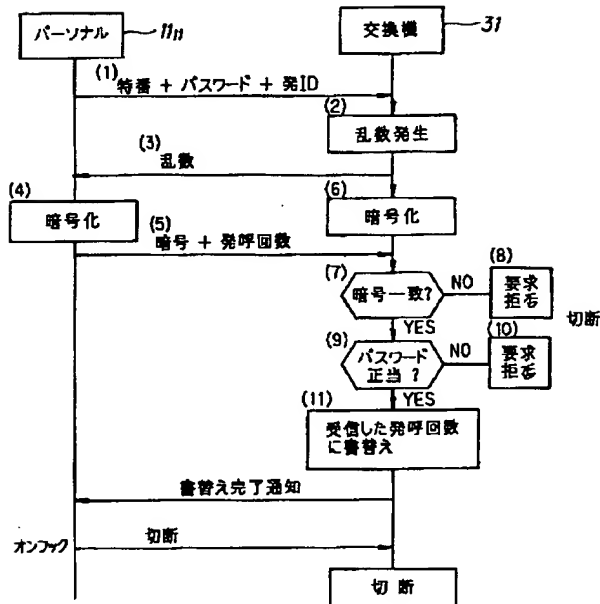 パーソナル 11n
交換機 31
(1) 特番 + パスワード + 発ID
(2)
乱数発生
(3) 乱数
(4)
暗号化
(6)
暗号化
(5) 暗号 + 発呼回数
(7)
暗号一致?
NO
(8)
要求
拒否
切断
YES
(9)
パスワード
正当?
NO
(10)
要求
拒否
YES
(11)
受信した発呼回数
に書替え
書替え完了通知
オンフック
切断
切断